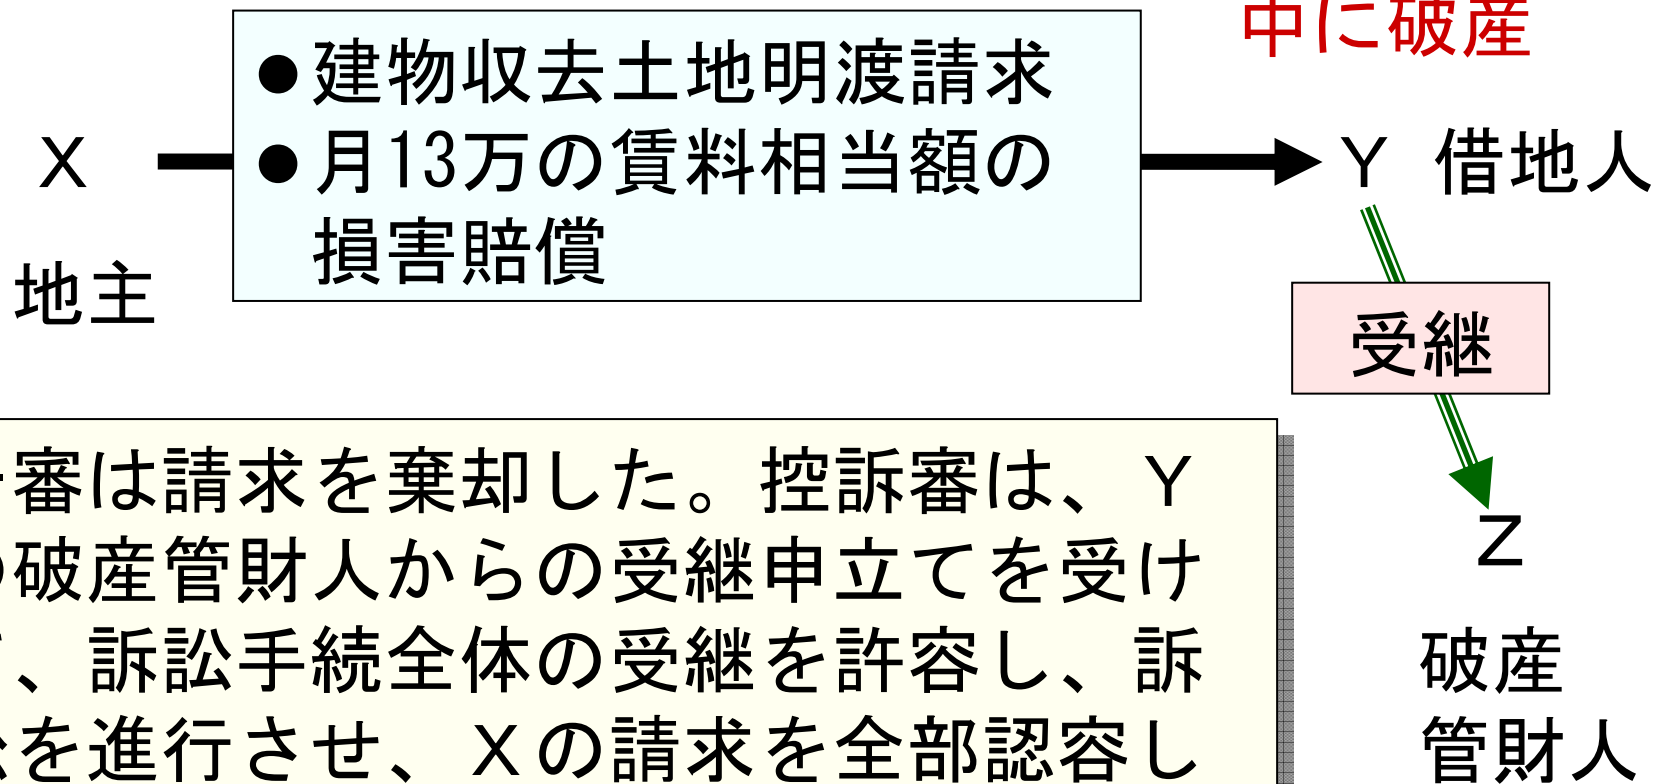 中に破産
●建物収去土地明渡請求
●月13万の賃料相当額の
損害賠償
X
地主
Y 借地人
受継
Z
破産
管財人
審は請求を棄却した。控訴審は、Y
破産管財人からの受継申立てを受け
、訴訟手続全体の受継を許容し、訴
を進行させ、Xの請求を全部認容し